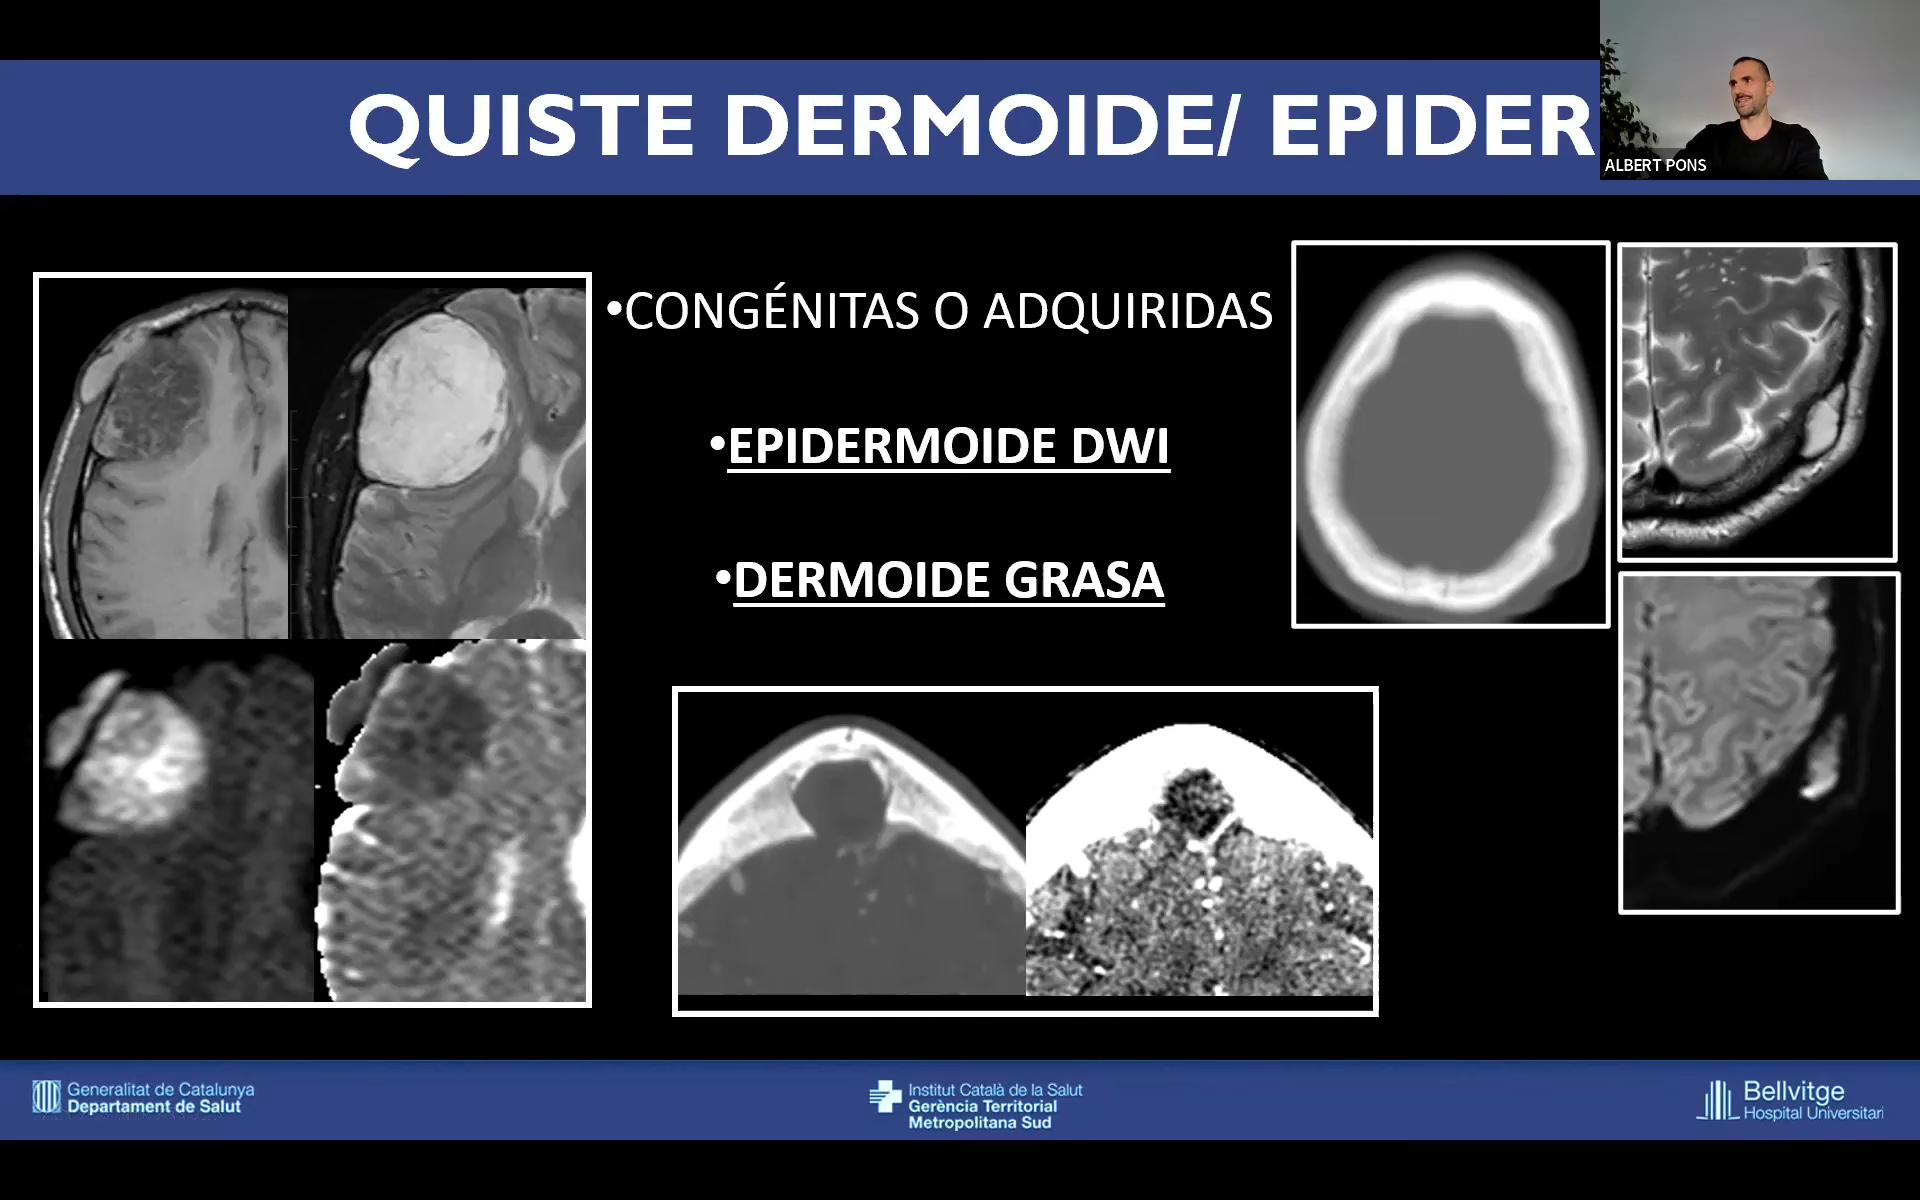 QUISTE DERMOIDE/ EPIDER
ALBERT PONS
•CONGÉNITAS O ADQUIRIDAS
•EPIDERMOIDE DWI
•DERMOIDE GRASA
Generalitat de Catalunya
Departament de Salut
Institut Català de la Salut
Gerència Territorial
Metropolitana Sud
Bellvitge
Hospital Universitari